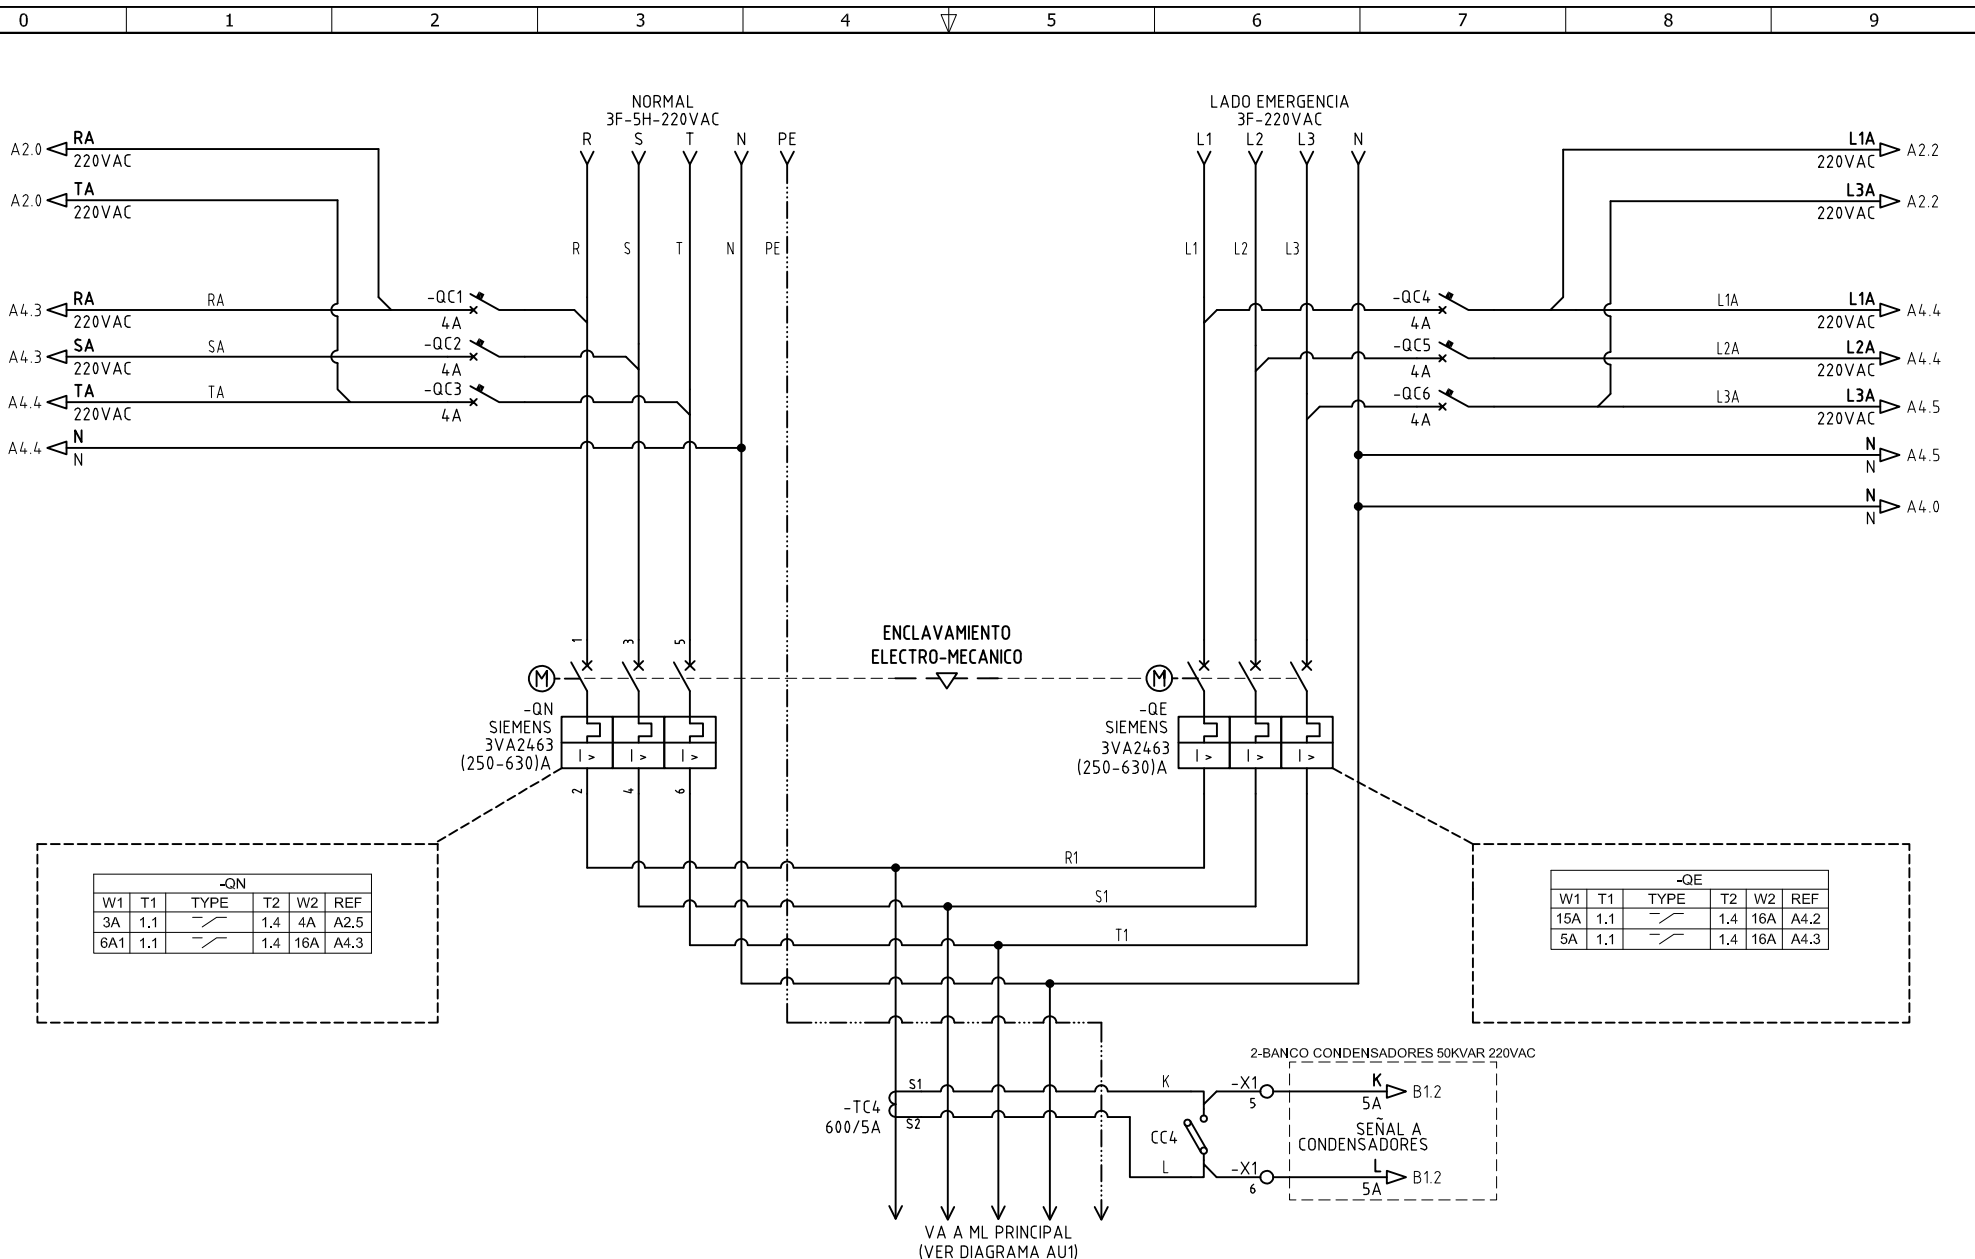 0 1 2 3 4 5 6 7 8 9
NORMAL
3F-5H-220VAC
R S T N PE
LADO EMERGENCIA
3F-220VAC
L1 L2 L3 N
A2.0 RA
220VAC
A2.0 TA
220VAC
L1A A2.2
220VAC
L3A A2.2
220VAC
R S T N PE
L1 L2 L3
A4.3 RA
220VAC
RA
-QC1
4A
A4.3 SA
220VAC
SA
-QC2
4A
A4.4 TA
220VAC
TA
-QC3
4A
A4.4 N
N
-QC4
4A
L1A
L1A A4.4
220VAC
-QC5
4A
L2A
L2A A4.4
220VAC
-QC6
4A
L3A
L3A A4.5
220VAC
N A4.5
N
N A4.0
N
ENCLAVAMIENTO
ELECTRO-MECANICO
1 3 5
M
-QN
SIEMENS
3VA2463
(250-630)A
I > I > I >
2 4 6
M
-QE
SIEMENS
3VA2463
(250-630)A
I > I > I >
R1
S1
T1
-QN
W1 T1 TYPE T2 W2 REF
3A 1.1 1.4 4A A2.5
6A1 1.1 1.4 16A A4.3
-QE
W1 T1 TYPE T2 W2 REF
15A 1.1 1.4 16A A4.2
5A 1.1 1.4 16A A4.3
2-BANCO CONDENSADORES 50KVAR 220VAC
-TC4
600/5A
S1
S2
K
L
CC4
-X1
5
-X1
6
K B1.2
5A
SEÑAL A
CONDENSADORES
L B1.2
5A
VA A ML PRINCIPAL
(VER DIAGRAMA AU1)